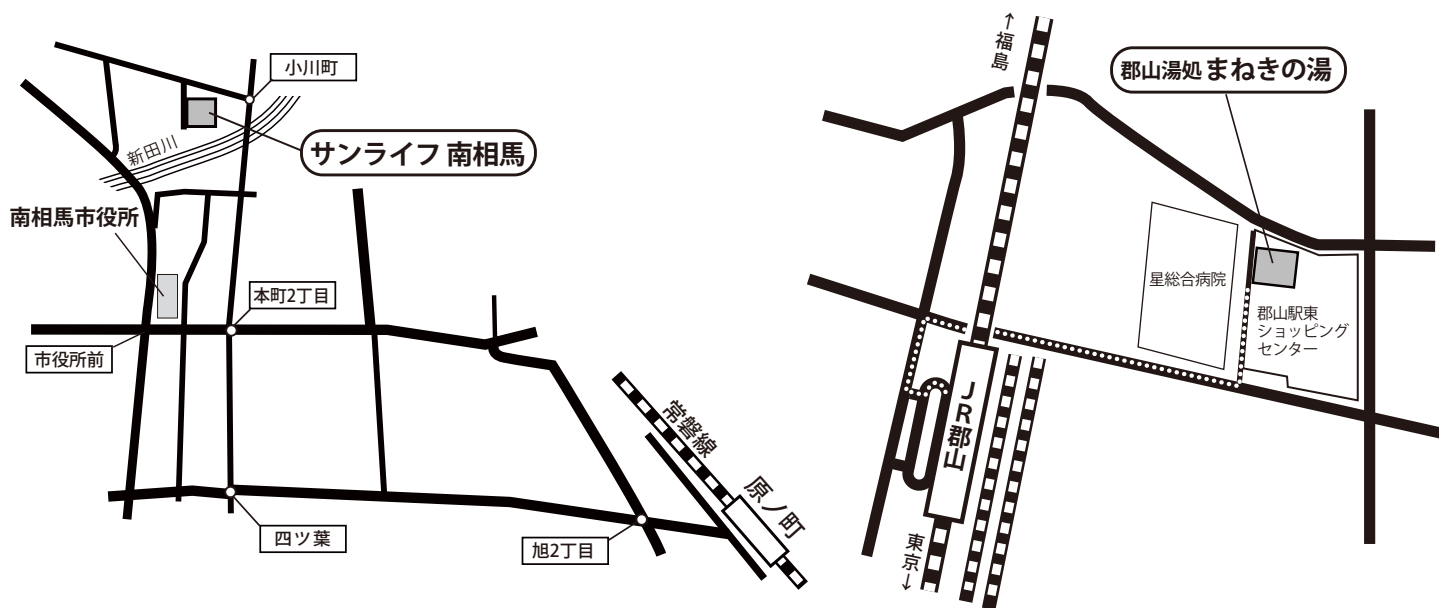 小川町
新田川
サンライフ 南相馬
南相馬市役所
本町2丁目
市役所前
常磐線
原ノ町
四ツ葉
旭2丁目
↑福島
郡山湯処 まねきの湯
星総合病院
郡山駅東
ショッピング
センター
JR郡山
東京↓